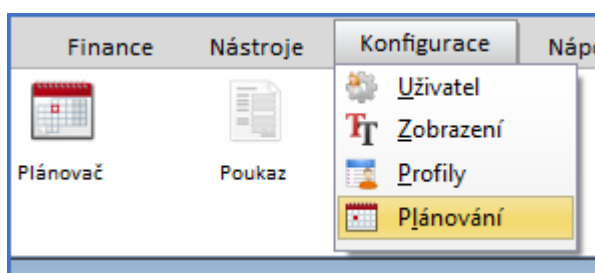 Finance Nástroje Konfigurace
Uživatel
Zobrazení
Plánovač Poukaz Profily
Plánování